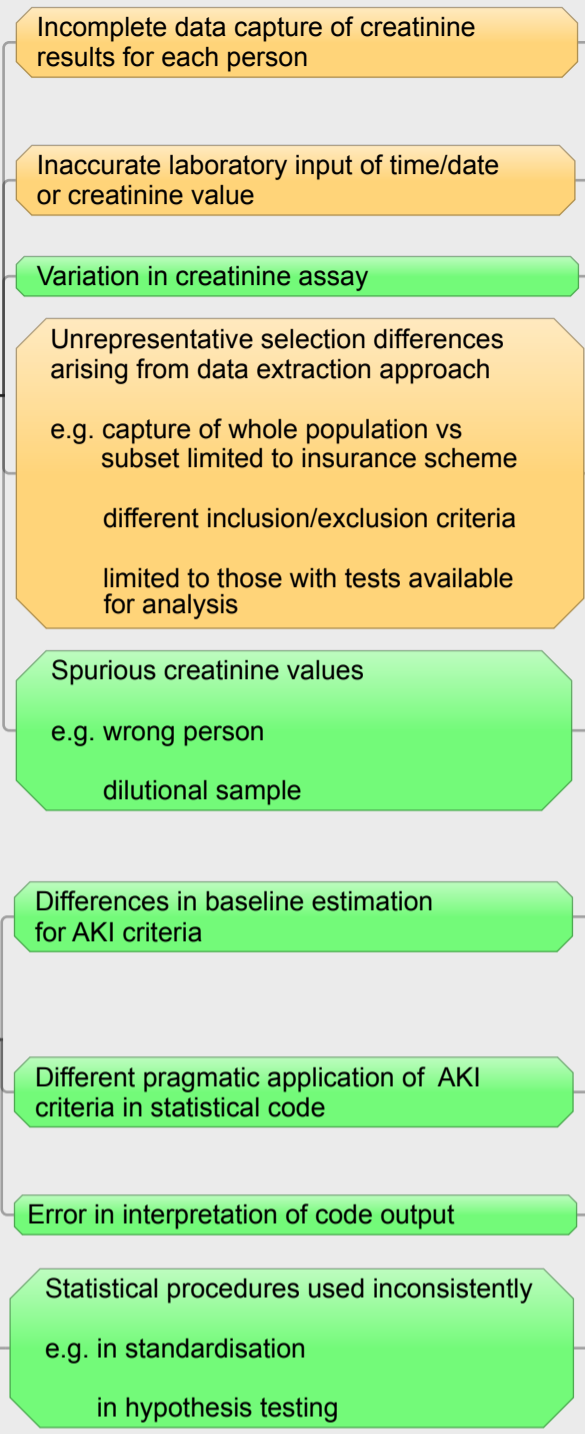 Incomplete data capture of creatinine
results for each person
Inaccurate laboratory input of time/date
or creatinine value
Variation in creatinine assay
Unrepresentative selection differences
arising from data extraction approach
e.g. capture of whole population vs
subset limited to insurance scheme
different inclusion/exclusion criteria
limited to those with tests available
for analysis
Spurious creatinine values
e.g. wrong person
dilutional sample
Differences in baseline estimation
for AKI criteria
Different pragmatic application of AKI
criteria in statistical code
Error in interpretation of code output
Statistical procedures used inconsistently
e.g. in standardisation
in hypothesis testing